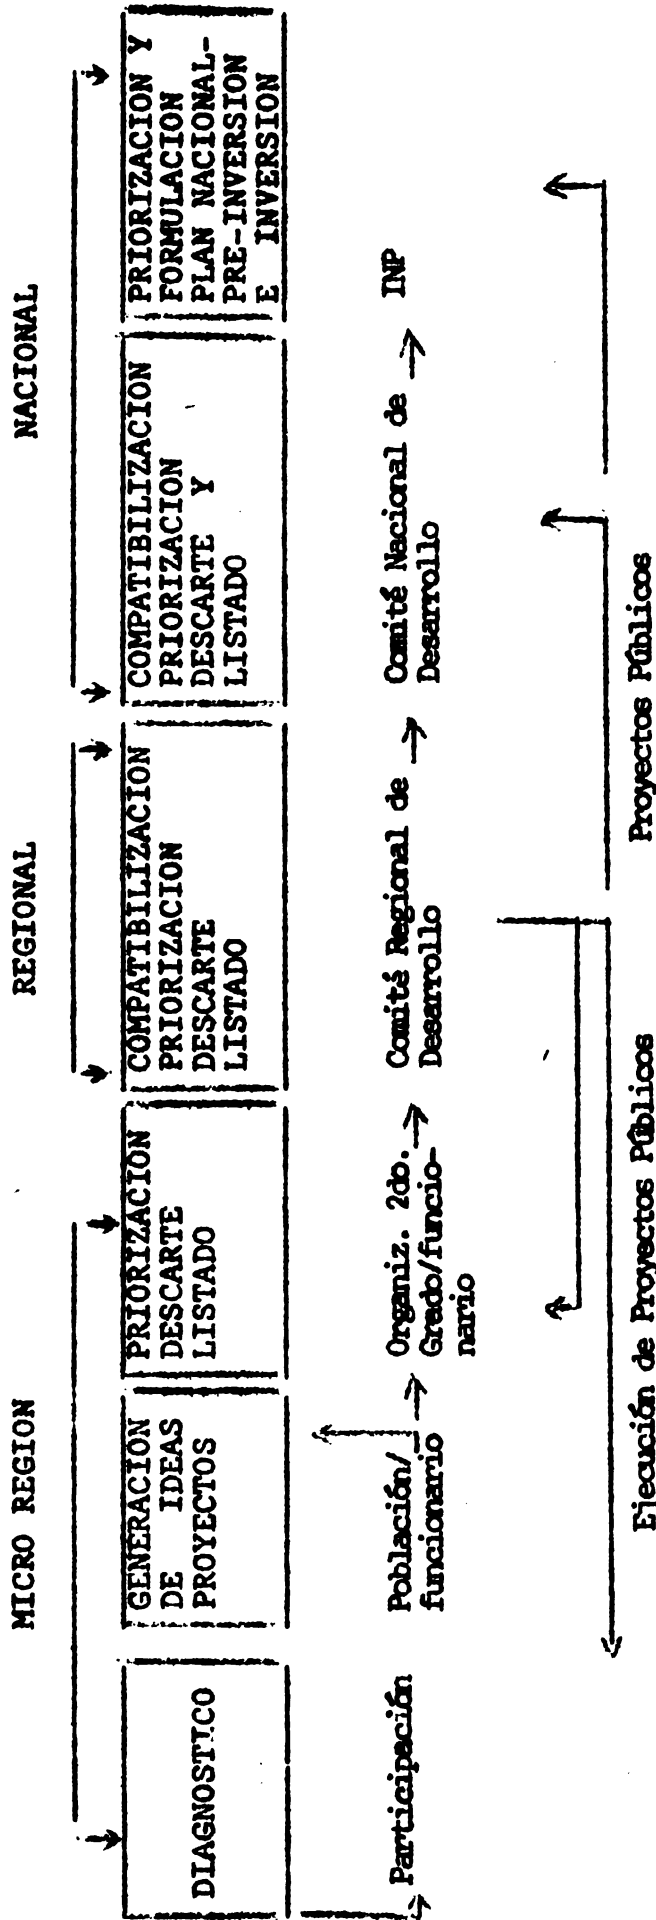 MICRO REGION
REGIONAL
NACIONAL
DIAGNOSTICO
GENERACION
DE IDEAS
PROYECTOS
PRIORIZACION
DESCARTE
LISTADO
COMPATIBILIZACION
PRIORIZACION
DESCARTE
LISTADO
COMPATIBILIZACION
PRIORIZACION
DESCARTE Y
LISTADO
PRIORIZACION Y
FORMULACION
PLAN NACIONAL-
PRE-INVERSION
E INVERSION
Participación
Población/
funcionario
Organiz. 2do.
Grado/funcio-
nario
Comité Regional de
Desarrollo
Comité Nacional de
Desarrollo
INP
Ejecución de Proyectos Públicos
Proyectos Públicos